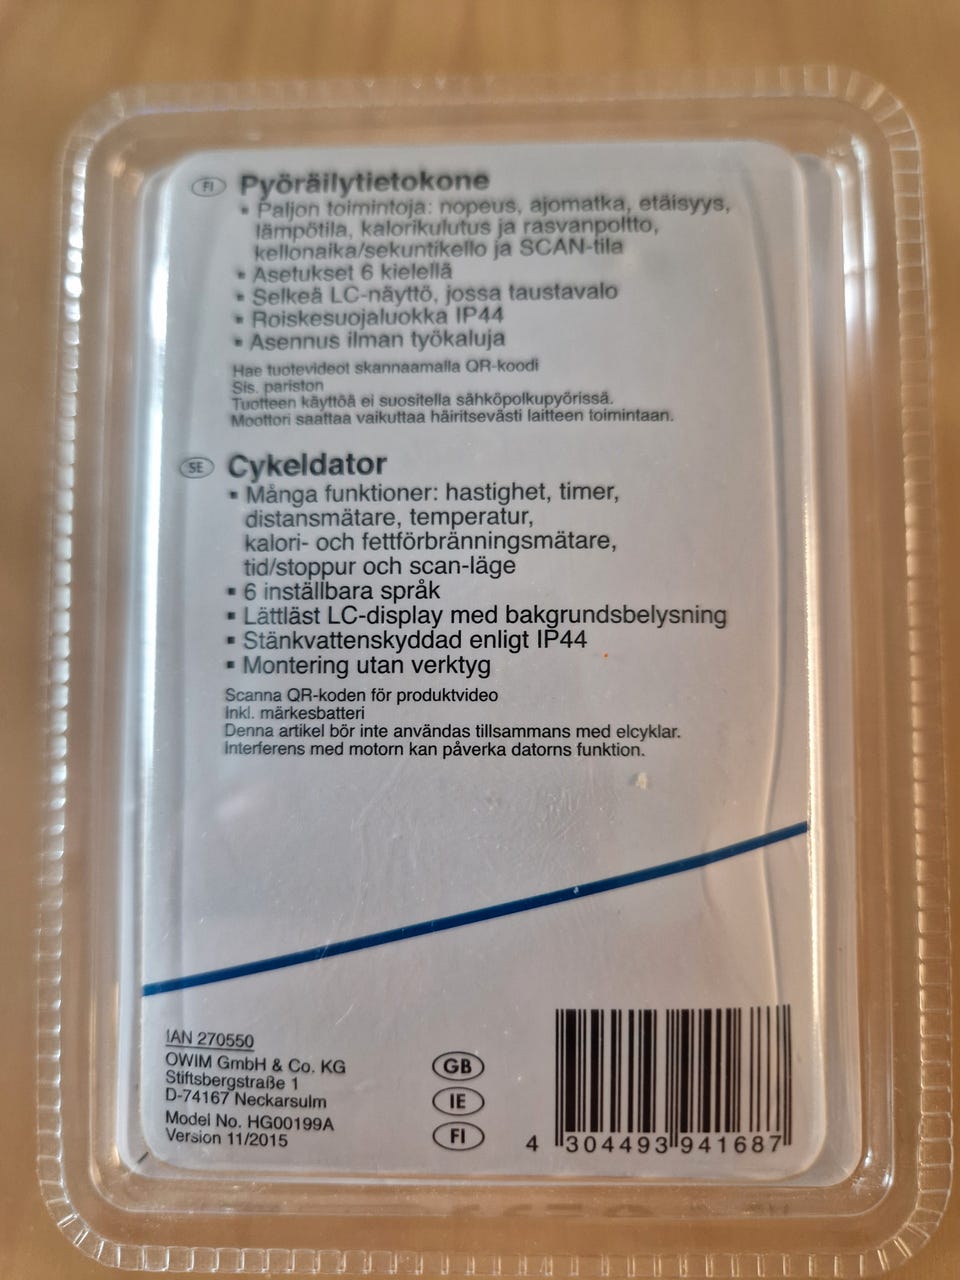 FI Pyöräilytietokone
▪ Paljon toimintoja: nopeus, ajomatka, etäisyys,
lämpötila, kalorikulutus ja rasvanpoltto,
kellonaika/sekuntikello ja SCAN-tila
▪ Asetukset 6 kielellä
▪ Selkeä LC-näyttö, jossa taustavalo
▪ Roiskesuojaluokka IP44
▪ Asennus ilman työkaluja
Hae tuotevideot skannaamalla QR-koodi
Sis. pariston
Tuotteen käyttöä ei suositella sähköpolkupyörissä.
Moottori saattaa vaikuttaa häiritsevästi laitteen toimintaan.
SE Cykeldator
▪ Många funktioner: hastighet, timer,
distansmätare, temperatur,
kalori- och fettförbränningsmätare,
tid/stoppur och scan-läge
▪ 6 inställbara språk
▪ Lättläst LC-display med bakgrundsbelysning
▪ Stänkvattenskyddad enligt IP44
▪ Montering utan verktyg
Scanna QR-koden för produktvideo
Inkl. märkesbatteri
Denna artikel bör inte användas tillsammans med elcyklar.
Interferens med motorn kan påverka datorns funktion.
IAN 270550
OWIM GmbH & Co. KG
Stiftsbergstraße 1
D-74167 Neckarsulm
Model No. HG00199A
Version 11/2015
GB
IE
FI
4 304493 941687